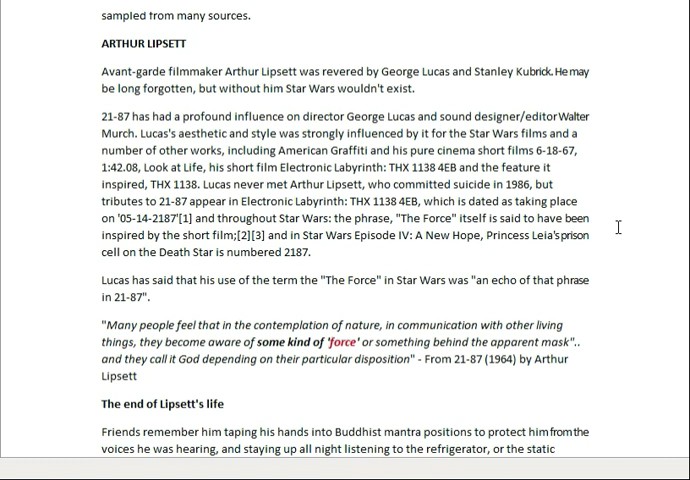 sampled from many sources.
ARTHUR LIPSETT
Avant-garde filmmaker Arthur Lipsett was revered by George Lucas and Stanley Kubrick. He may
be long forgotten, but without him Star Wars wouldn't exist.
21-87 has had a profound influence on director George Lucas and sound designer/editor Walter
Murch. Lucas's aesthetic and style was strongly influenced by it for the Star Wars films and a
number of other works, including American Graffiti and his pure cinema short films 6-18-67,
1:42.08, Look at Life, his short film Electronic Labyrinth: THX 1138 4EB and the feature it
inspired, THX 1138. Lucas never met Arthur Lipsett, who committed suicide in 1986, but
tributes to 21-87 appear in Electronic Labyrinth: THX 1138 4EB, which is dated as taking place
on '05-14-2187'[1] and throughout Star Wars: the phrase, "The Force" itself is said to have been
inspired by the short film;[2][3] and in Star Wars Episode IV: A New Hope, Princess Leia's prison
cell on the Death Star is numbered 2187.
Lucas has said that his use of the term the "The Force" in Star Wars was "an echo of that phrase
in 21-87".
"Many people feel that in the contemplation of nature, in communication with other living
things, they become aware of some kind of 'force' or something behind the apparent mask"..
and they call it God depending on their particular disposition" - From 21-87 (1964) by Arthur
Lipsett
The end of Lipsett's life
Friends remember him taping his hands into Buddhist mantra positions to protect him from the
voices he was hearing, and staying up all night listening to the refrigerator, or the static